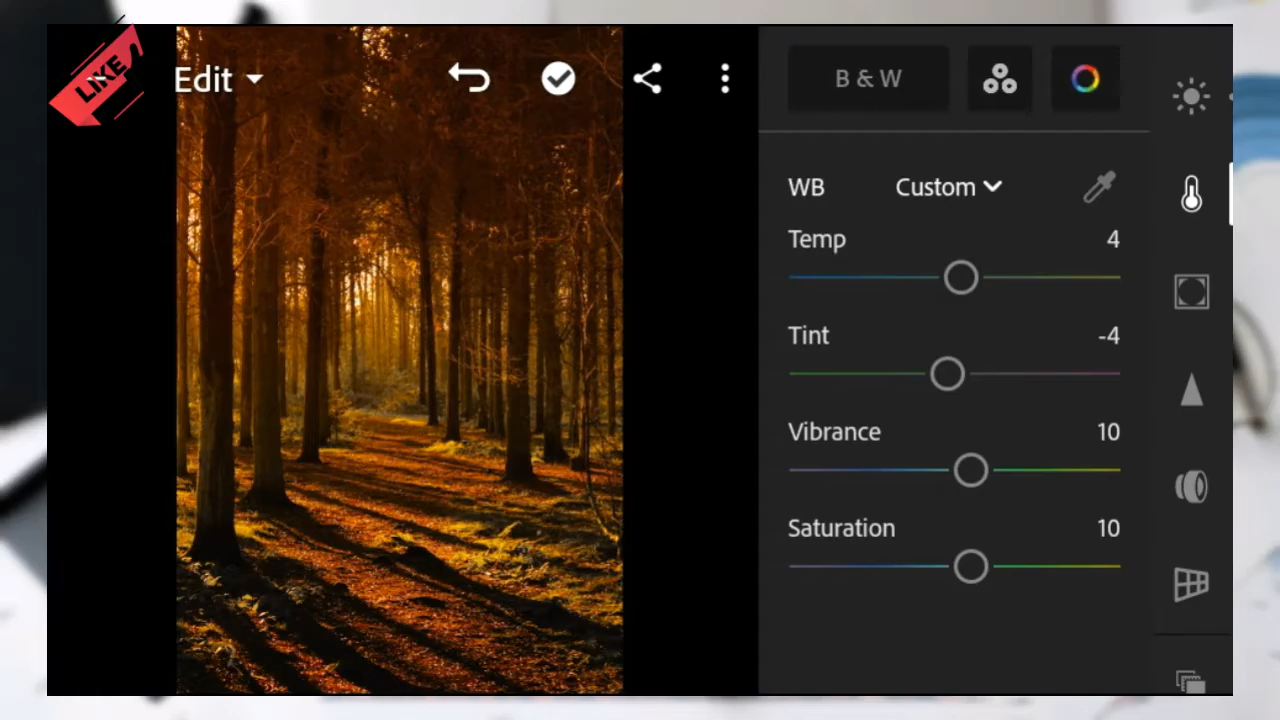 LIKE
Edit
B & W
WB Custom
Temp 4
Tint -4
Vibrance 10
Saturation 10